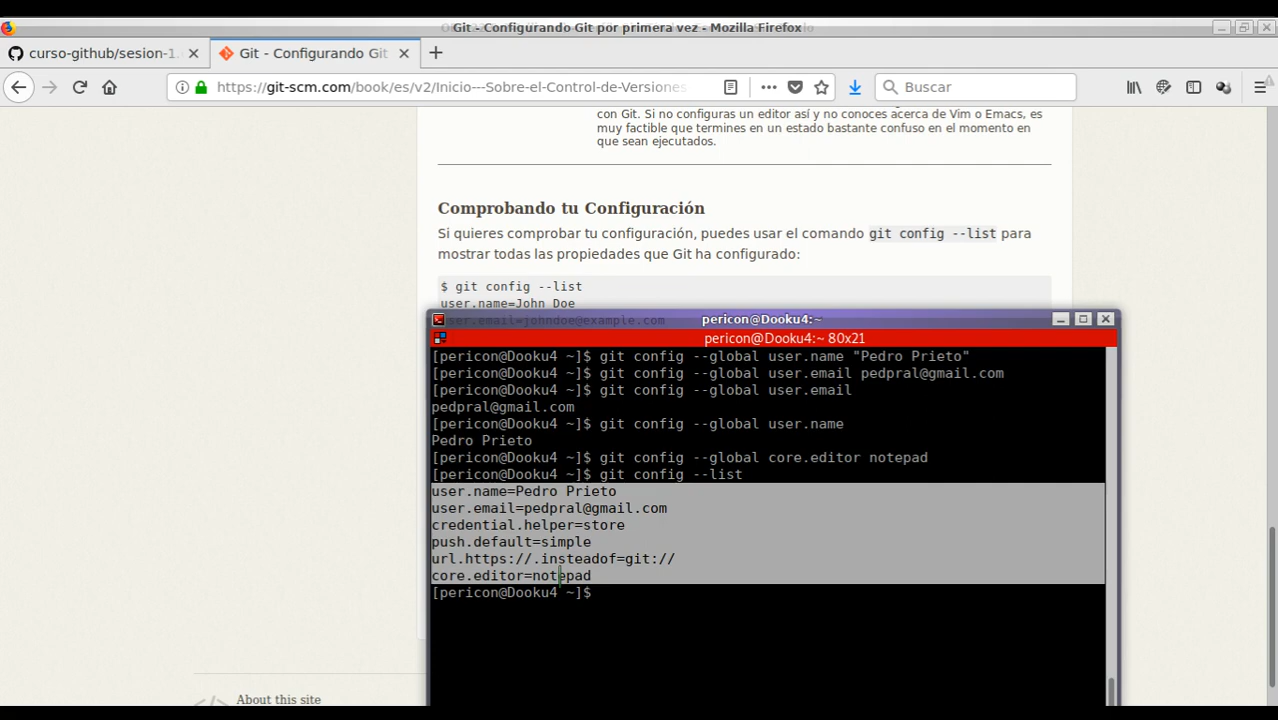 Git - Configurando Git por primera vez - Mozilla Firefox
curso-github/sesion-1.
Git - Configurando Git
https://git-scm.com/book/es/v2/Inicio---Sobre-el-Control-de-Versiones
Buscar
con Git. Si no configuras un editor así y no conoces acerca de Vim o Emacs, es
muy factible que termines en un estado bastante confuso en el momento en
que sean ejecutados.
Comprobando tu Configuración
Si quieres comprobar tu configuración, puedes usar el comando git config --list para
mostrar todas las propiedades que Git ha configurado:
$ git config --list
user.name=John Doe
user.email=johndoe@example.com
pericon@Dooku4:~
pericon@Dooku4:~ 80x21
[pericon@Dooku4 ~]$ git config --global user.name "Pedro Prieto"
[pericon@Dooku4 ~]$ git config --global user.email pedpral@gmail.com
[pericon@Dooku4 ~]$ git config --global user.email
pedpral@gmail.com
[pericon@Dooku4 ~]$ git config --global user.name
Pedro Prieto
[pericon@Dooku4 ~]$ git config --global core.editor notepad
[pericon@Dooku4 ~]$ git config --list
user.name=Pedro Prieto
user.email=pedpral@gmail.com
credential.helper=store
push.default=simple
url.https://.insteadof=git://
core.editor=notepad
[pericon@Dooku4 ~]$
About this site